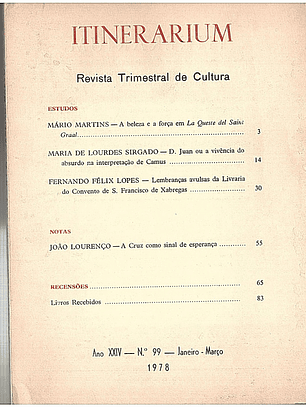 ITINERARIUM
Revista Trimestral de Cultura
ESTUDOS
MÁRIO MARTINS — A beleza e a força em La Queste del Saint
Graal ........ 3
MARIA DE LOURDES SIRGADO — D. Juan ou a vivência do
absurdo na interpretação de Camus ........ 14
FERNANDO FÉLIX LOPES — Lembranças avulsas da Livraria
do Convento de S. Francisco de Xabregas ........ 30
NOTAS
JOÃO LOURENÇO — A Cruz como sinal de esperança ........ 55
RECENSÕES ........ 65
Livros Recebidos ........ 83
Ano XXIV — N.º 99 — Janeiro - Março
1978